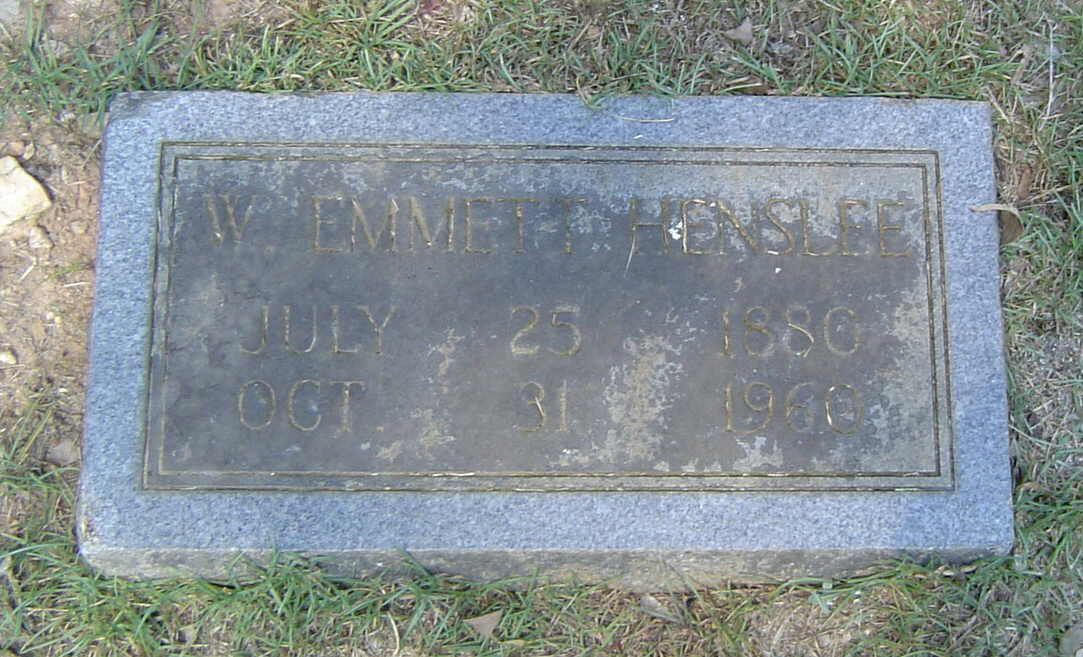 W. EMMETT HENSLEE
JULY 25 1880
OCT. 31 1960